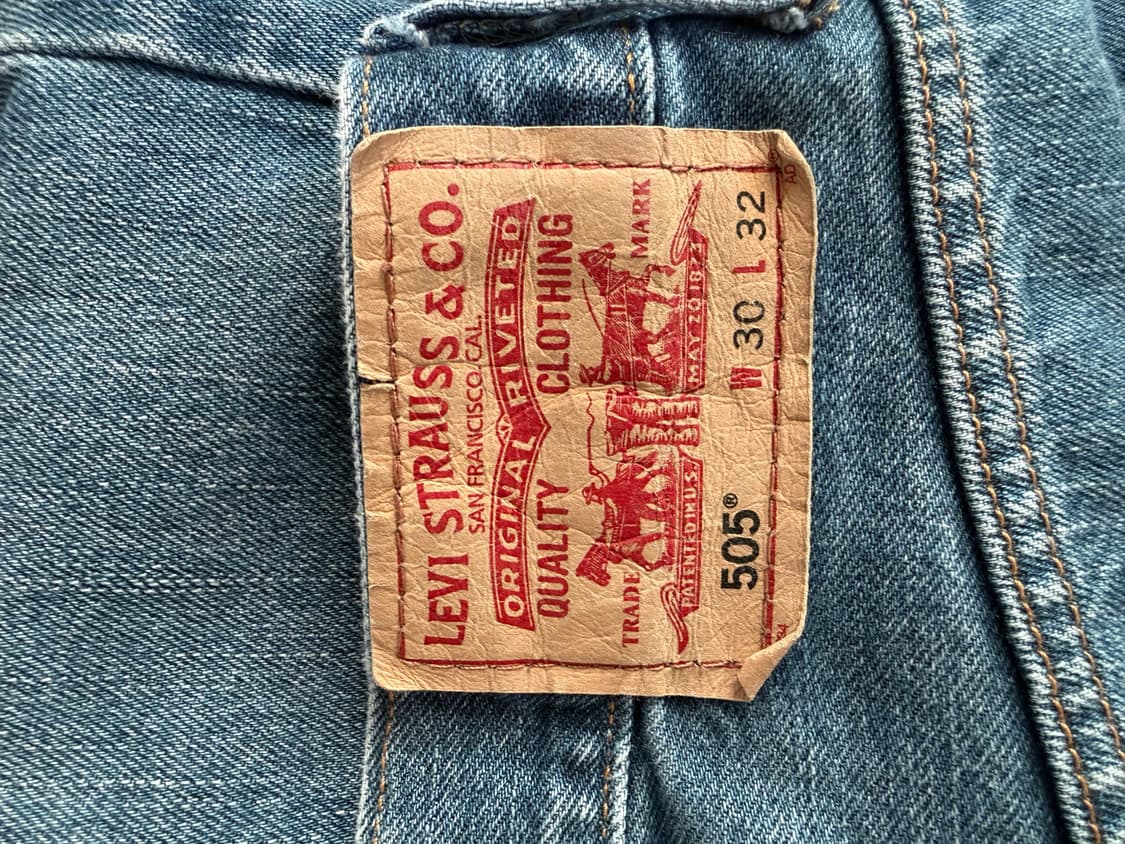 LEVI STRAUSS & CO.
SAN FRANCISCO, CAL.
ORIGINAL RIVETED
QUALITY CLOTHING
TRADE MARK
PATENTED IN U.S. MAY 20 1873
505® W 30 L 32